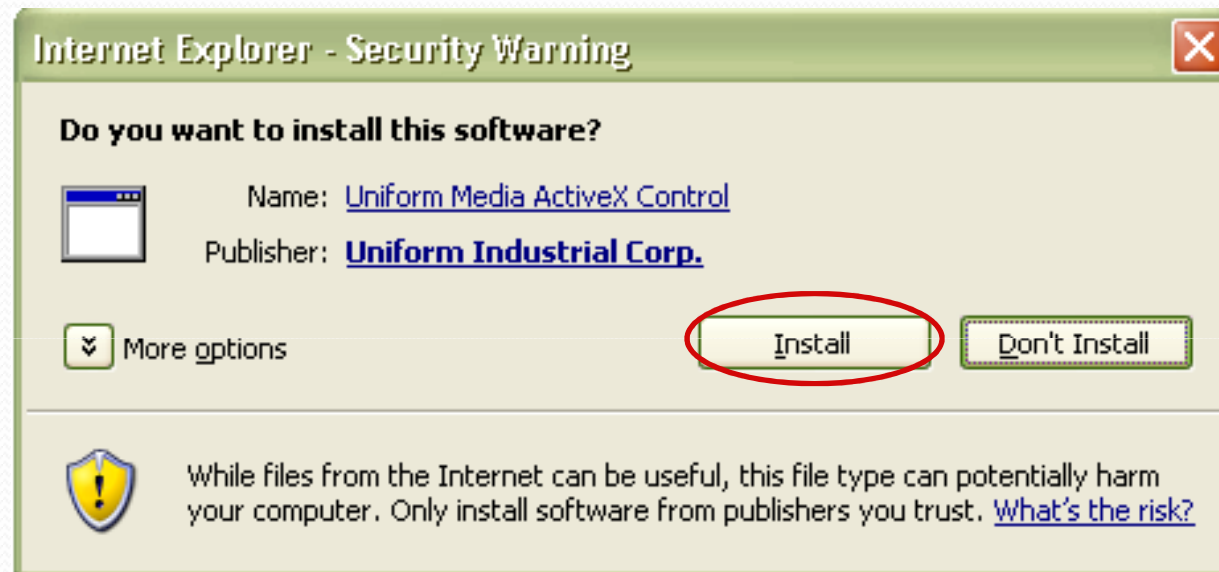 Internet Explorer - Security Warning
Do you want to install this software?
Name: Uniform Media ActiveX Control
Publisher: Uniform Industrial Corp.
More options
Install
Don't Install
While files from the Internet can be useful, this file type can potentially harm
your computer. Only install software from publishers you trust. What's the risk?